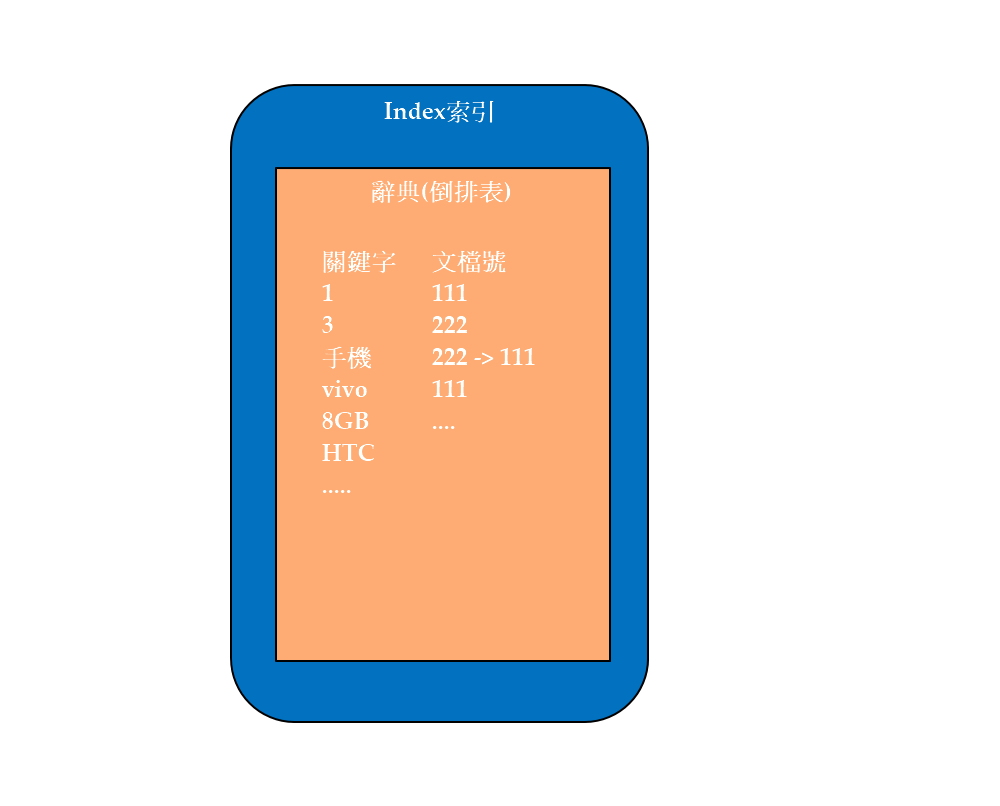 Index索引
辭典(倒排表)
關鍵字 文檔號
1 111
3 222
手機 222 -> 111
vivo 111
8GB ....
HTC
.....